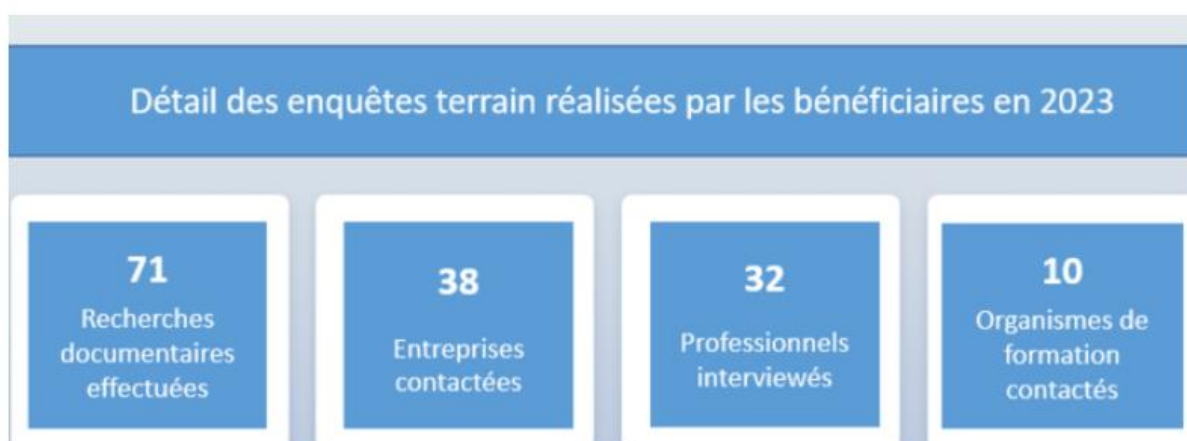 Détail des enquêtes terrain réalisées par les bénéficiaires en 2023
71
Recherches
documentaires
effectuées
38
Entreprises
contactées
32
Professionnels
interviewés
10
Organismes de
formation
contactés